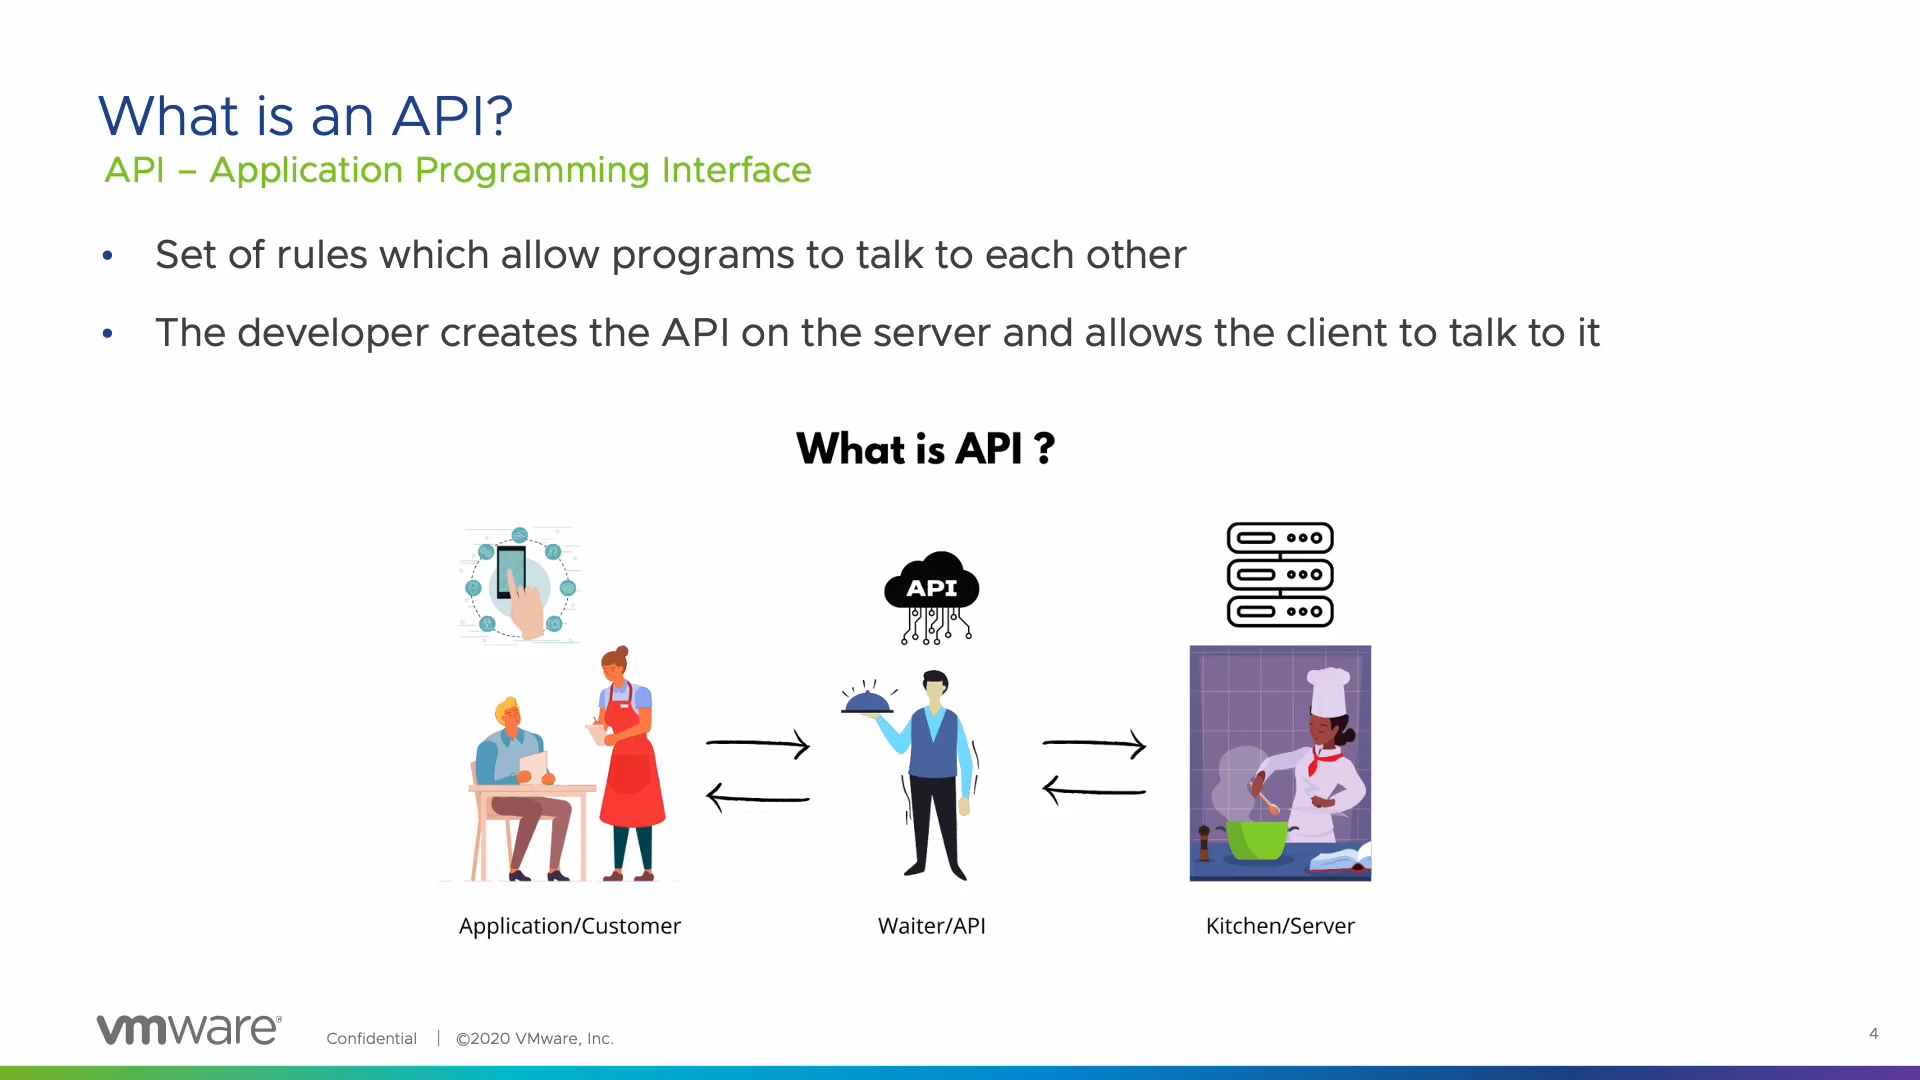 What is an API?
API – Application Programming Interface
• Set of rules which allow programs to talk to each other
• The developer creates the API on the server and allows the client to talk to it
What is API ?
API
Application/Customer
Waiter/API
Kitchen/Server
vmware®
Confidential | ©2020 VMware, Inc.
4